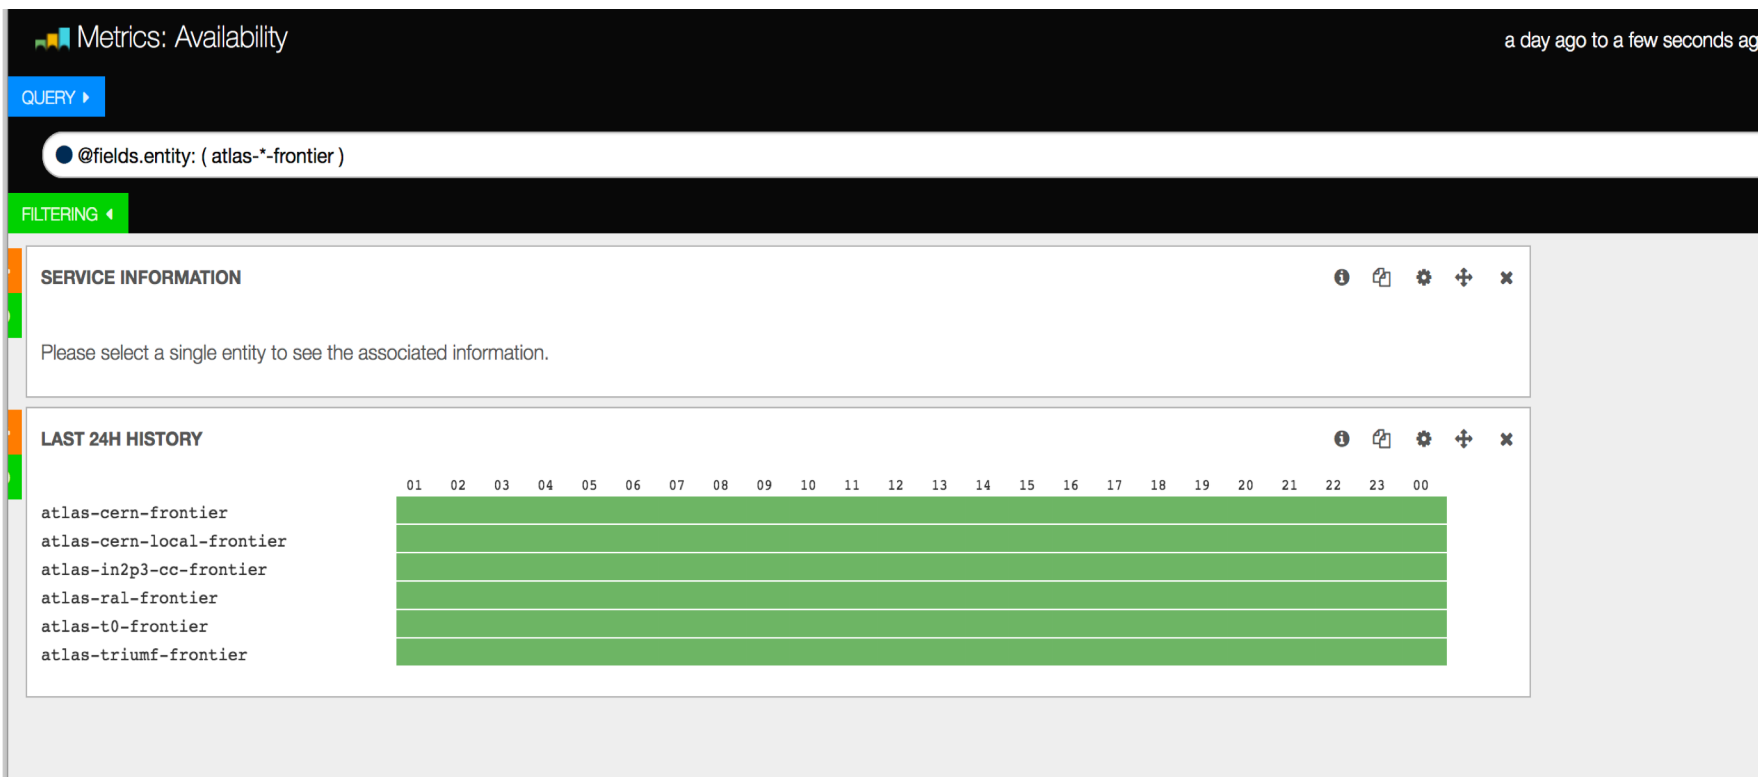 Metrics: Availability
a day ago to a few seconds ag
QUERY
@fields.entity: ( atlas-*-frontier )
FILTERING
SERVICE INFORMATION
Please select a single entity to see the associated information.
LAST 24H HISTORY
01 02 03 04 05 06 07 08 09 10 11 12 13 14 15 16 17 18 19 20 21 22 23 00
atlas-cern-frontier
atlas-cern-local-frontier
atlas-in2p3-cc-frontier
atlas-ral-frontier
atlas-t0-frontier
atlas-triumf-frontier